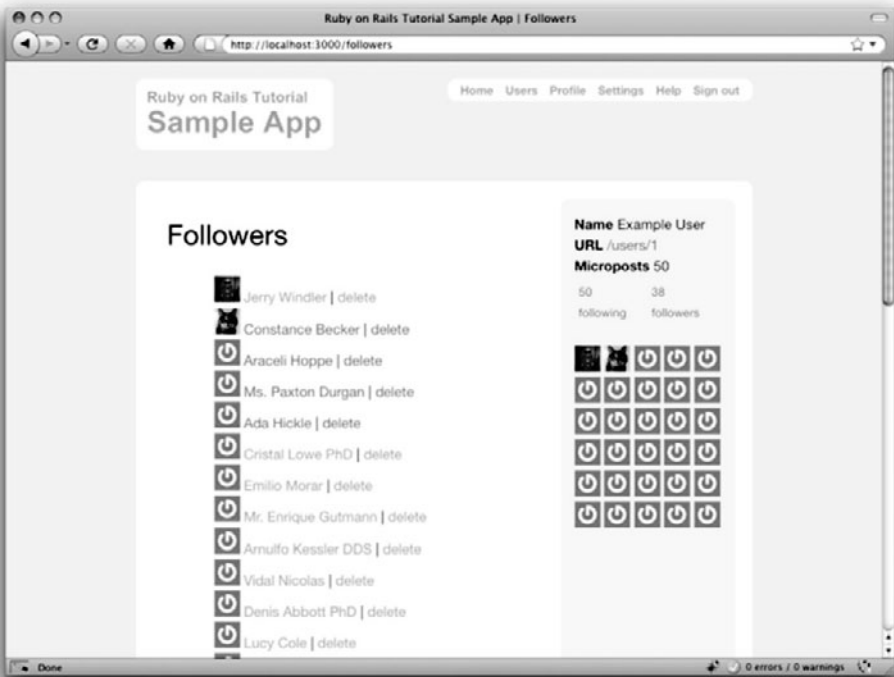 Ruby on Rails Tutorial Sample App | Followers
http://localhost:3000/followers
Ruby on Rails Tutorial
Sample App
Home Users Profile Settings Help Sign out
Followers
Jerry Windler | delete
Constance Becker | delete
Araceli Hoppe | delete
Ms. Paxton Durgan | delete
Ada Hickle | delete
Cristal Lowe PhD | delete
Emilio Morar | delete
Mr. Enrique Gutmann | delete
Arnulfo Kessler DDS | delete
Vidal Nicolas | delete
Denis Abbott PhD | delete
Lucy Cole | delete
Name Example User
URL /users/1
Microposts 50
50 38
following followers
Done
0 errors / 0 warnings